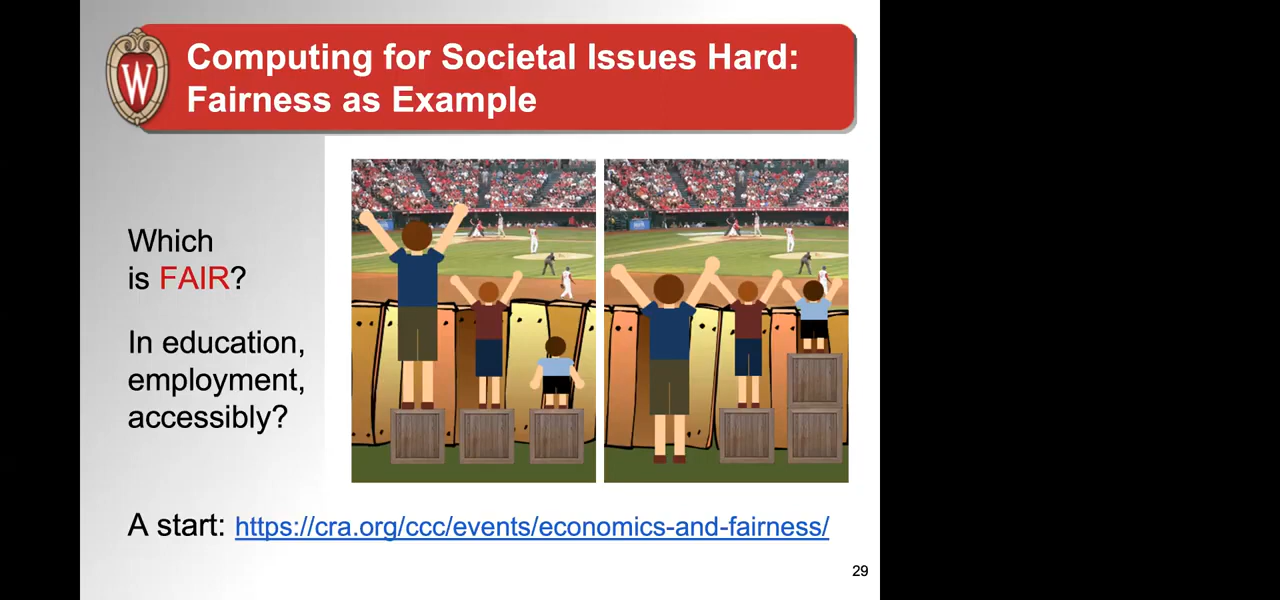 Computing for Societal Issues Hard:
Fairness as Example
W
Which
is FAIR?
In education,
employment,
accessibly?
A start: https://cra.org/ccc/events/economics-and-fairness/
29